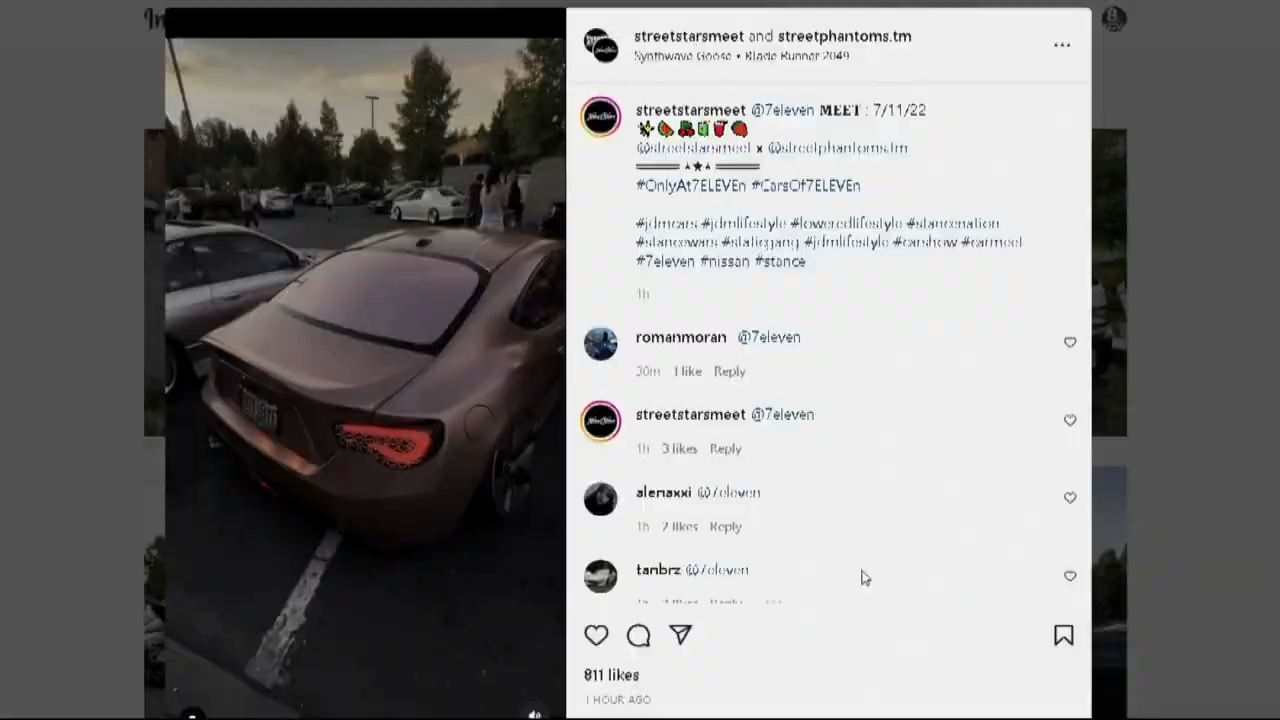 streetstarsmeet and streetphantoms.tm
Synthwave Goose • Blade Runner 2049
streetstarsmeet @7eleven MEET : 7/11/22
@streetstarsmeet x @streetphantoms.tm
#OnlyAt7ELEVEn #CarsOf7ELEVEn
#jdmcars #jdmlifestyle #loweredlifestyle #stancenation
#stancewars #staticgang #jdmlifestyle #carshow #carmeet
#7eleven #nissan #stance
1h
romanmoran @7eleven
30m 1 like Reply
streetstarsmeet @7eleven
1h 3 likes Reply
alenaxxi @7eleven
1h 2 likes Reply
tanbrz @7eleven
811 likes
1 HOUR AGO